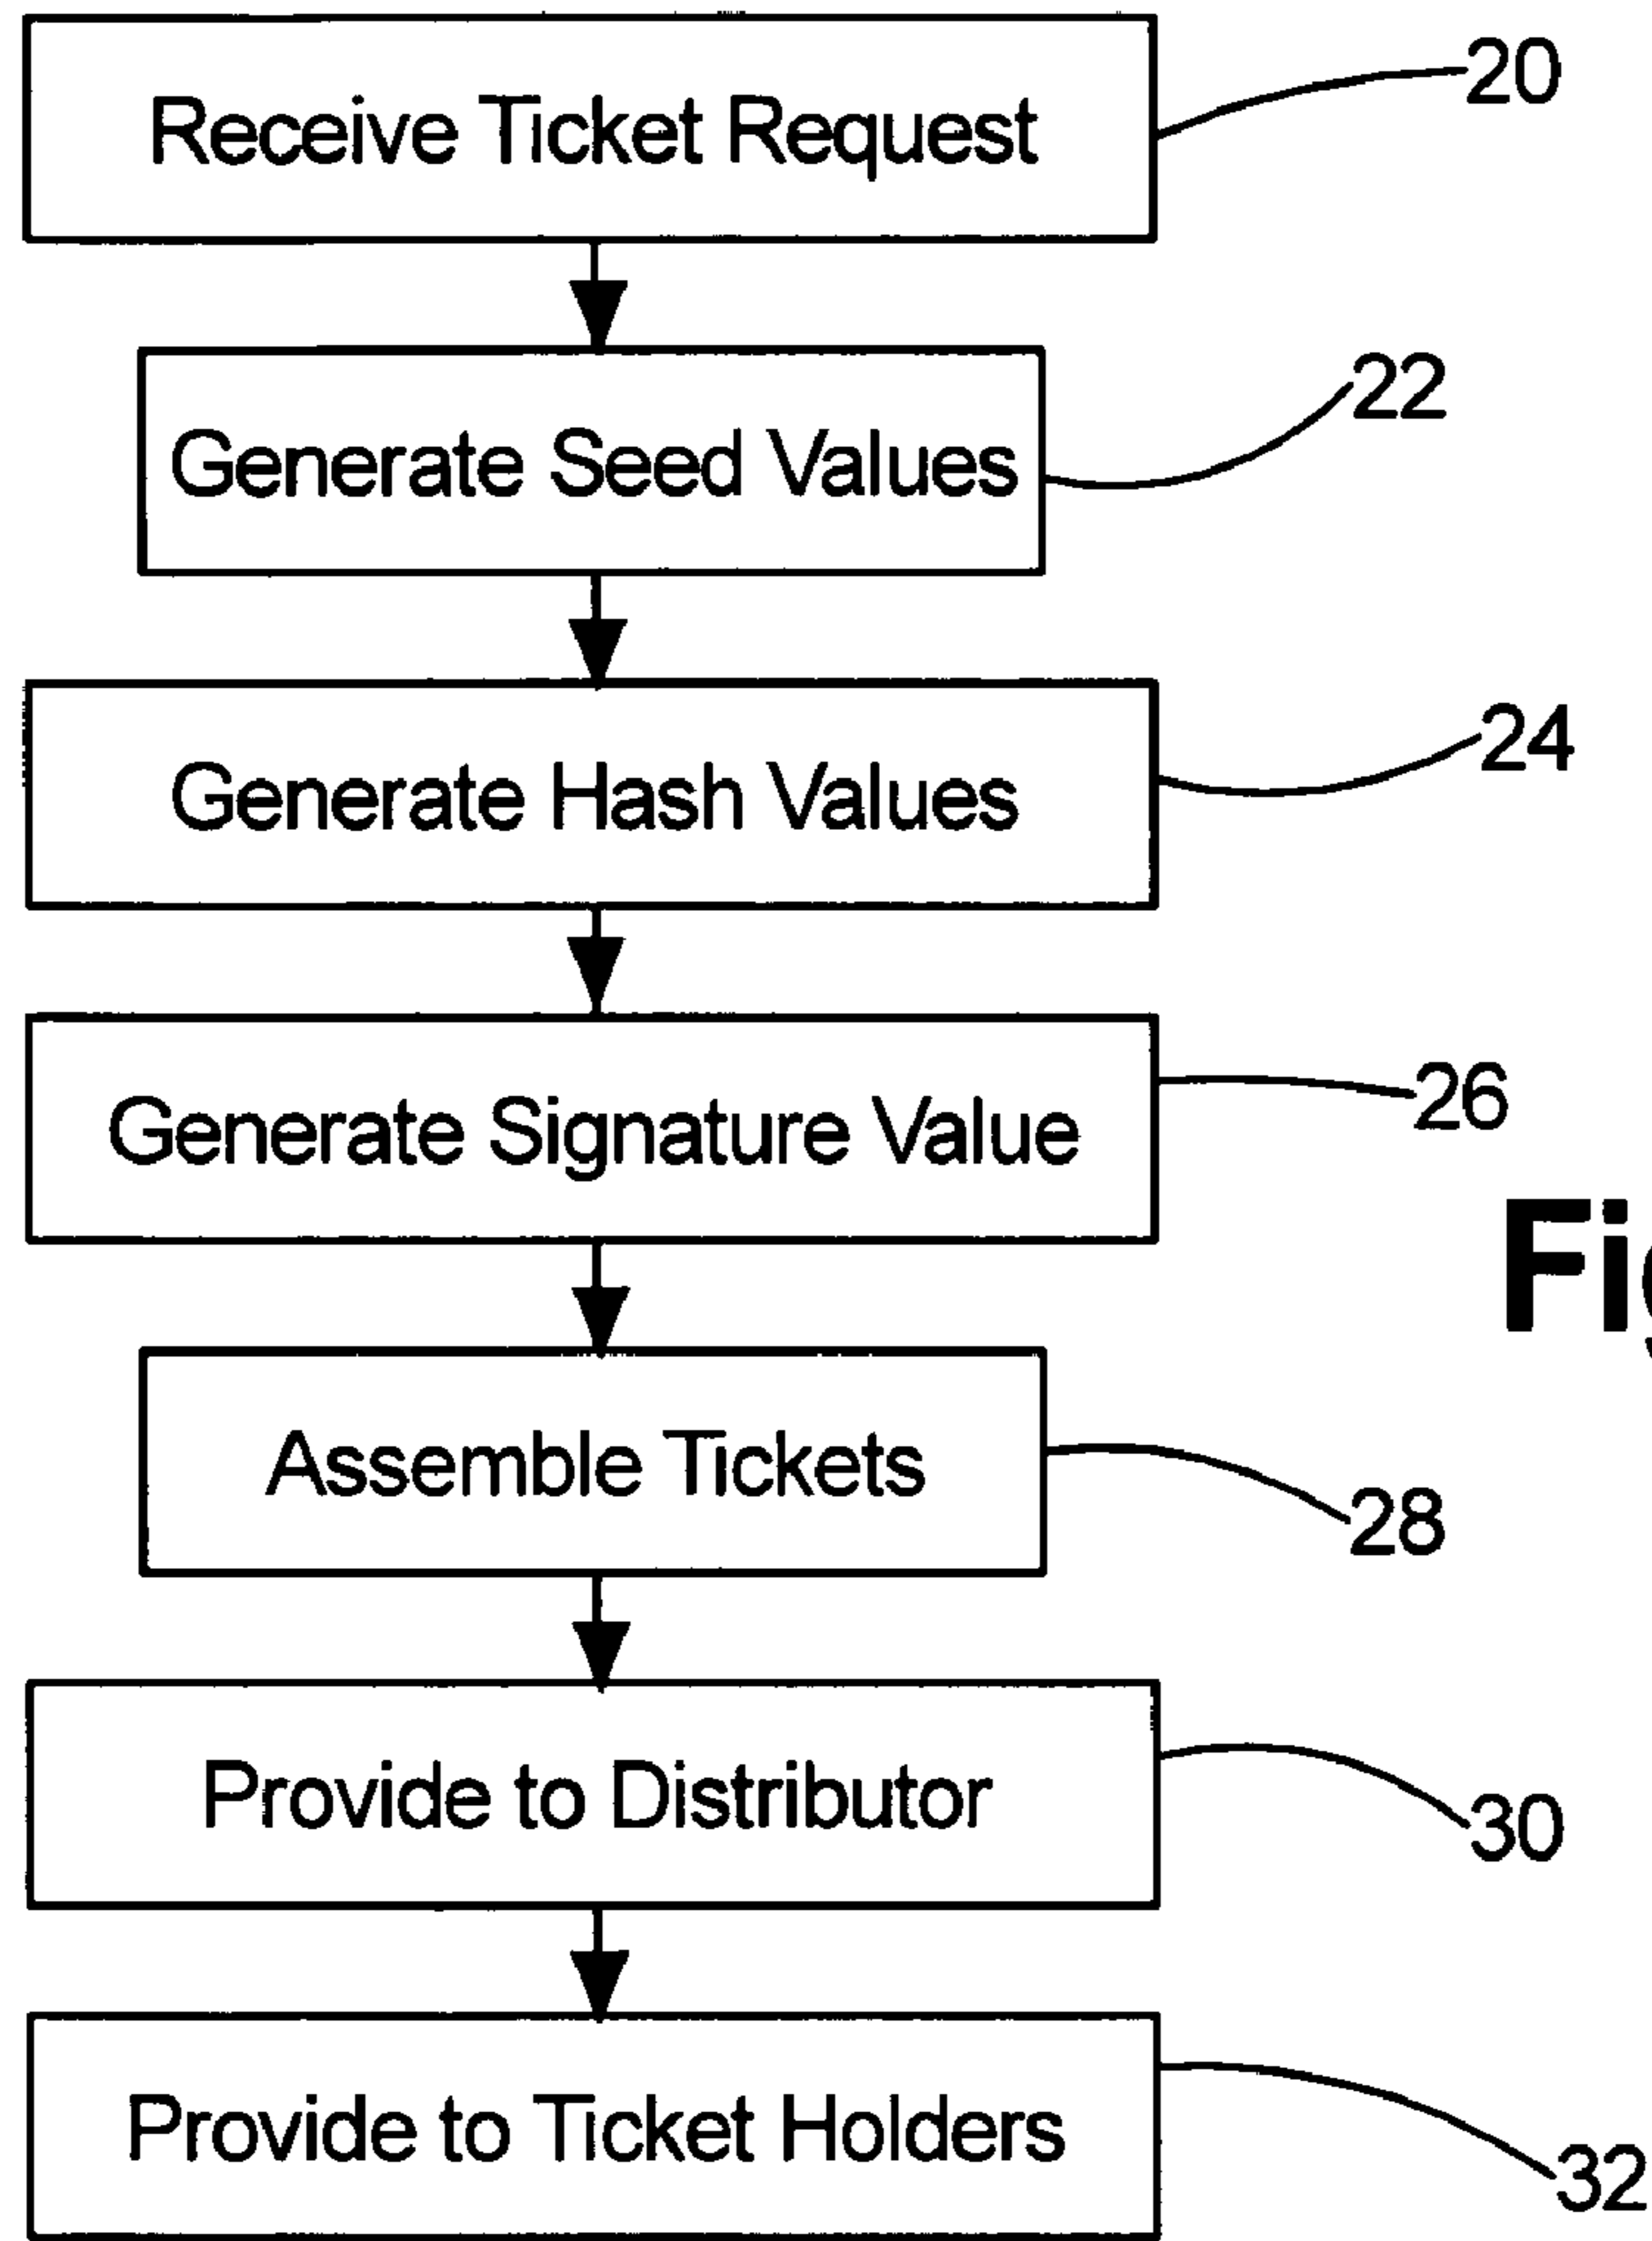 Receive Ticket Request
20
Generate Seed Values
22
Generate Hash Values
24
Generate Signature Value
26
Assemble Tickets
28
Provide to Distributor
30
Provide to Ticket Holders
32